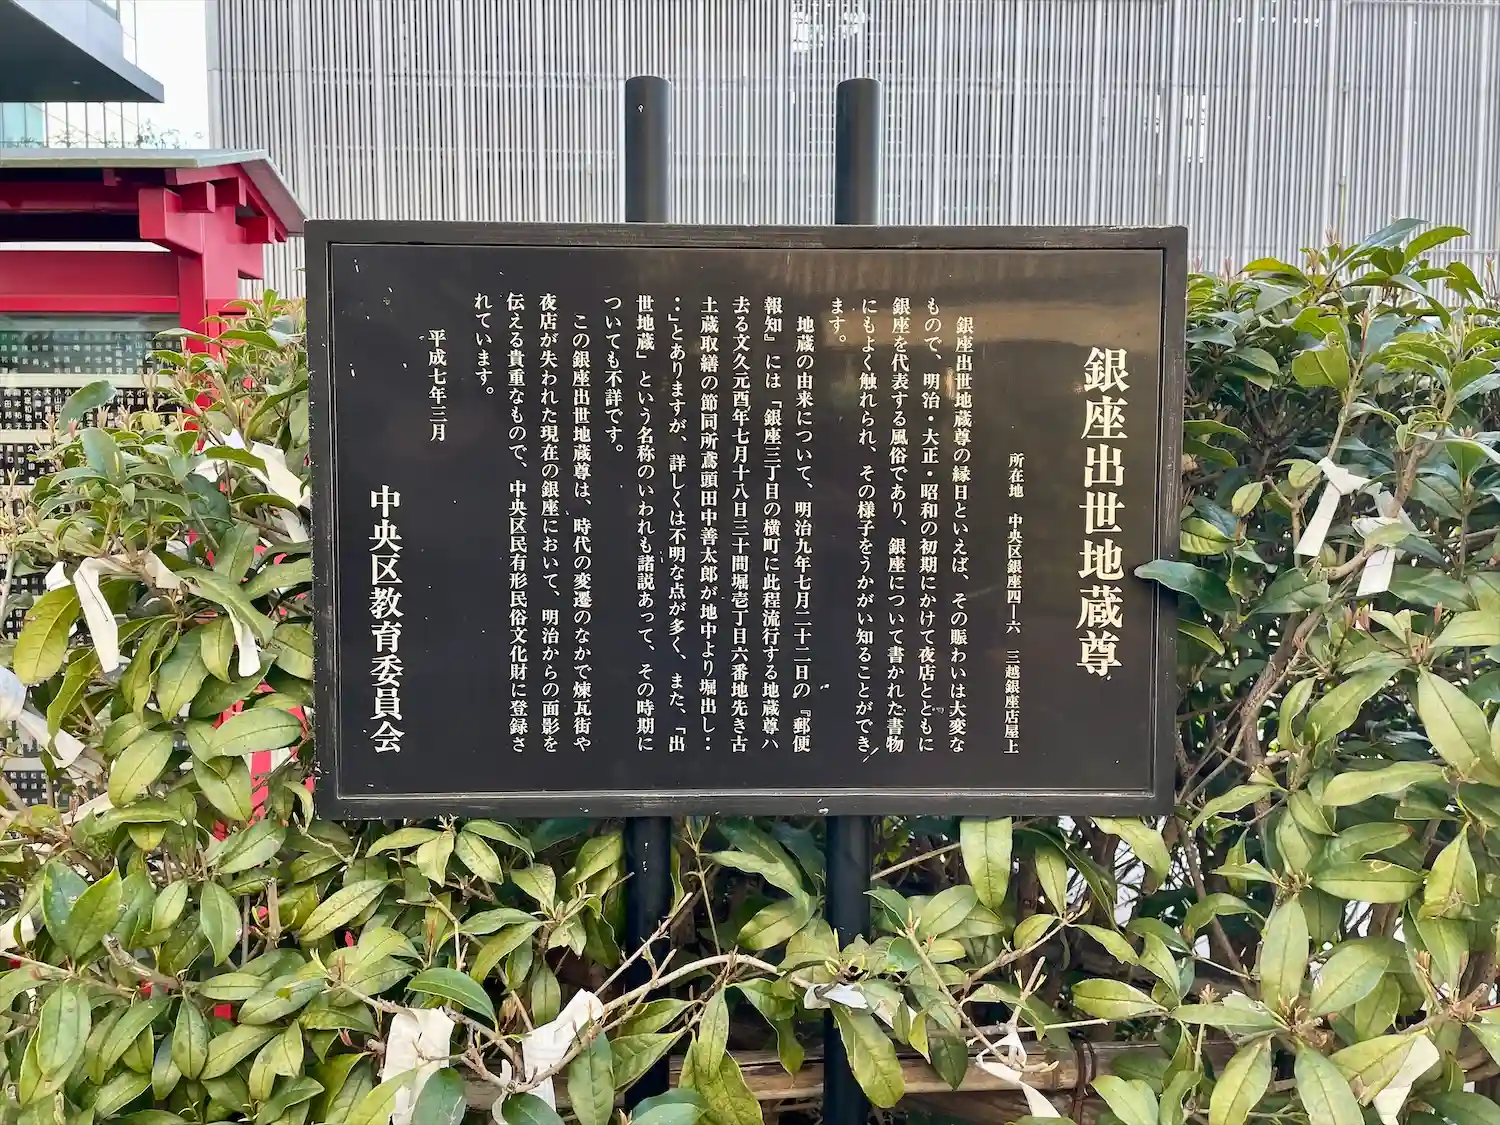 銀座出世地蔵尊
所在地 中央区銀座四―六 三越銀座店屋上
銀座出世地蔵尊の縁日といえば、その賑わいは大変な
もので、明治・大正・昭和の初期にかけて夜店とともに
銀座を代表する風俗であり、銀座について書かれた書物
にもよく触れられ、その様子をうかがい知ることができ
ます。
地蔵の由来について、明治九年七月二十二日の『郵便
報知』には「銀座三丁目の横町に此程流行する地蔵尊ハ
去る文久元酉年七月十八日三十間堀壱丁目六番地先き古
土蔵取繕の節同所鳶頭田中善太郎が地中より堀出し・・
・・」とありますが、詳しくは不明な点が多く、また、「出
世地蔵」という名称のいわれも諸説あって、その時期に
ついても不詳です。
この銀座出世地蔵尊は、時代の変遷のなかで煉瓦街や
夜店が失われた現在の銀座において、明治からの面影を
伝える貴重なもので、中央区民有形民俗文化財に登録さ
れています。
平成七年三月
中央区教育委員会